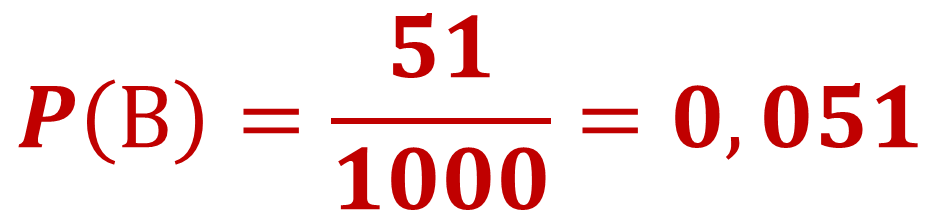 P(B) = 51/1000 = 0,051